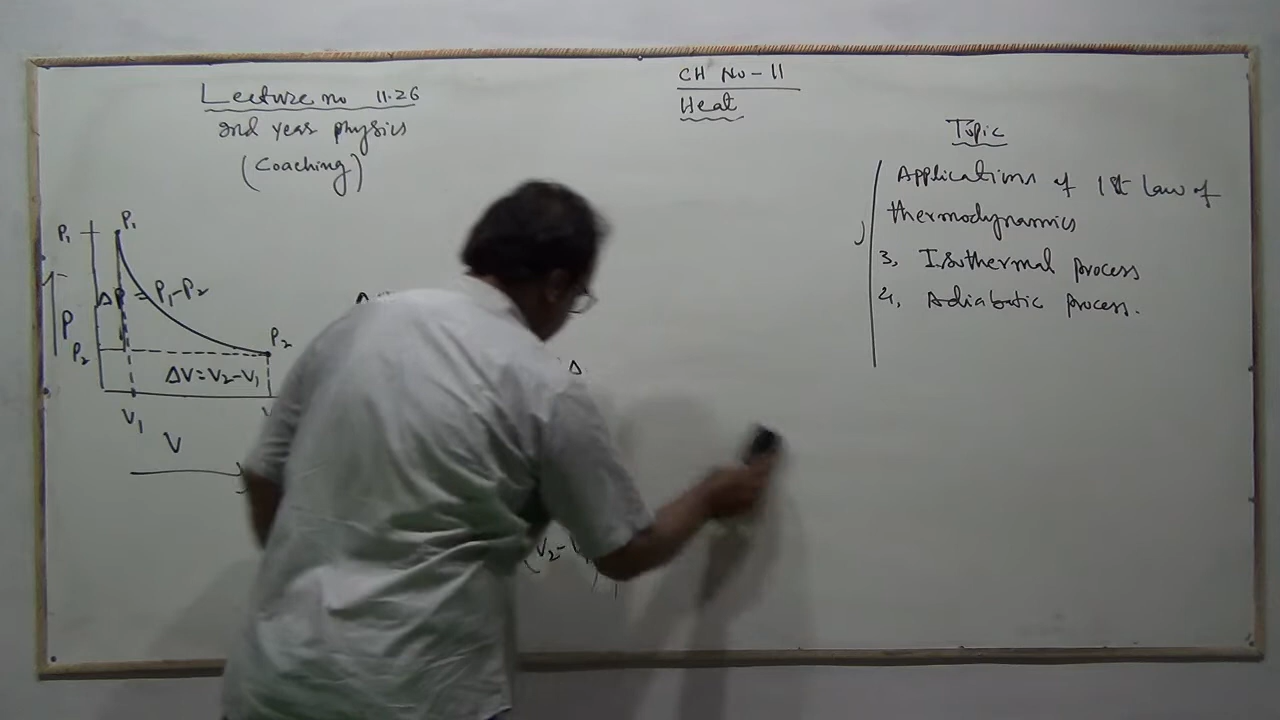 CH No - 11
Heat
Lecture no 11.26
2nd year physics
(Coaching)
Topic
Applications of 1st Law of
thermodynamics
3, Isothermal process
4, Adiabatic process.
P₁
P₁
ΔP = P₁-P₂
P
P₂
P₂
ΔV=V₂-V₁
V₁
V
Δ
(V₂-